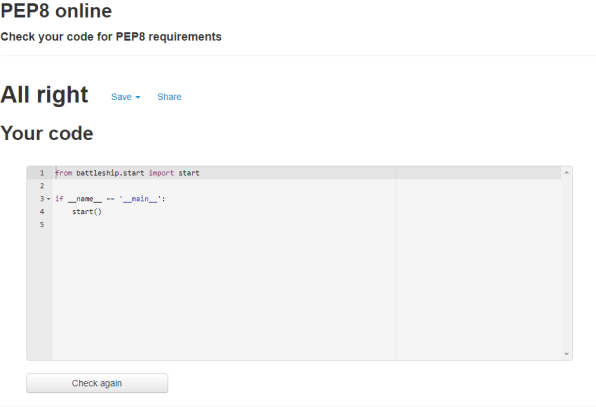 PEP8 online
Check your code for PEP8 requirements
All right Save Share
Your code
1 from battleship.start import start
2
3 if __name__ == '__main__':
4 start()
5
Check again